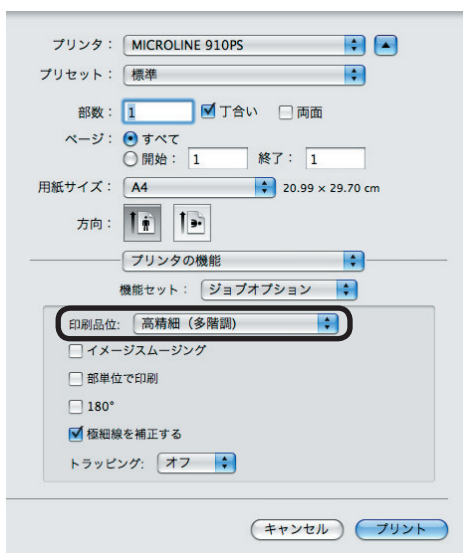 プリンタ： MICROLINE 910PS
プリセット： 標準
部数： 1 丁合い 両面
ページ： すべて
開始： 1 終了： 1
用紙サイズ： A4 20.99 × 29.70 cm
方向：
プリンタの機能
機能セット： ジョブオプション
印刷品位: 高精細（多階調)
イメージスムージング
部単位で印刷
180°
極細線を補正する
トラッピング: オフ
キャンセル プリント